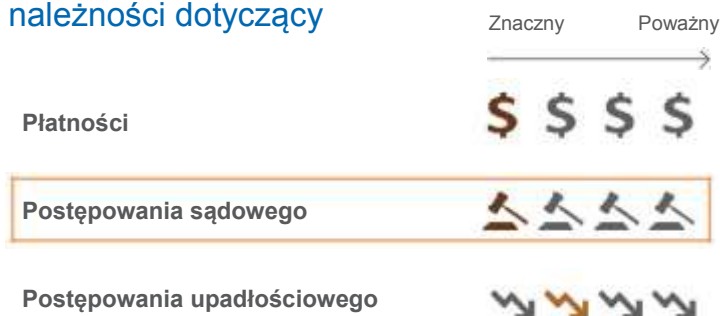 należności dotyczący
Znaczny Poważny
Płatności
$ $ $ $
Postępowania sądowego
Postępowania upadłościowego